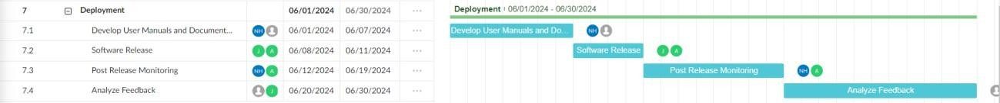 7 Deployment 06/01/2024 06/30/2024 ...
Deployment 06/01/2024 - 06/30/2024
7.1 Develop User Manuals and Document... NH 06/01/2024 06/07/2024 ...
Develop User Manuals and Do... NH
7.2 Software Release J A 06/08/2024 06/11/2024 ...
Software Release J A
7.3 Post Release Monitoring NH A 06/12/2024 06/19/2024 ...
Post Release Monitoring NH A
7.4 Analyze Feedback J 06/20/2024 06/30/2024 ...
Analyze Feedback